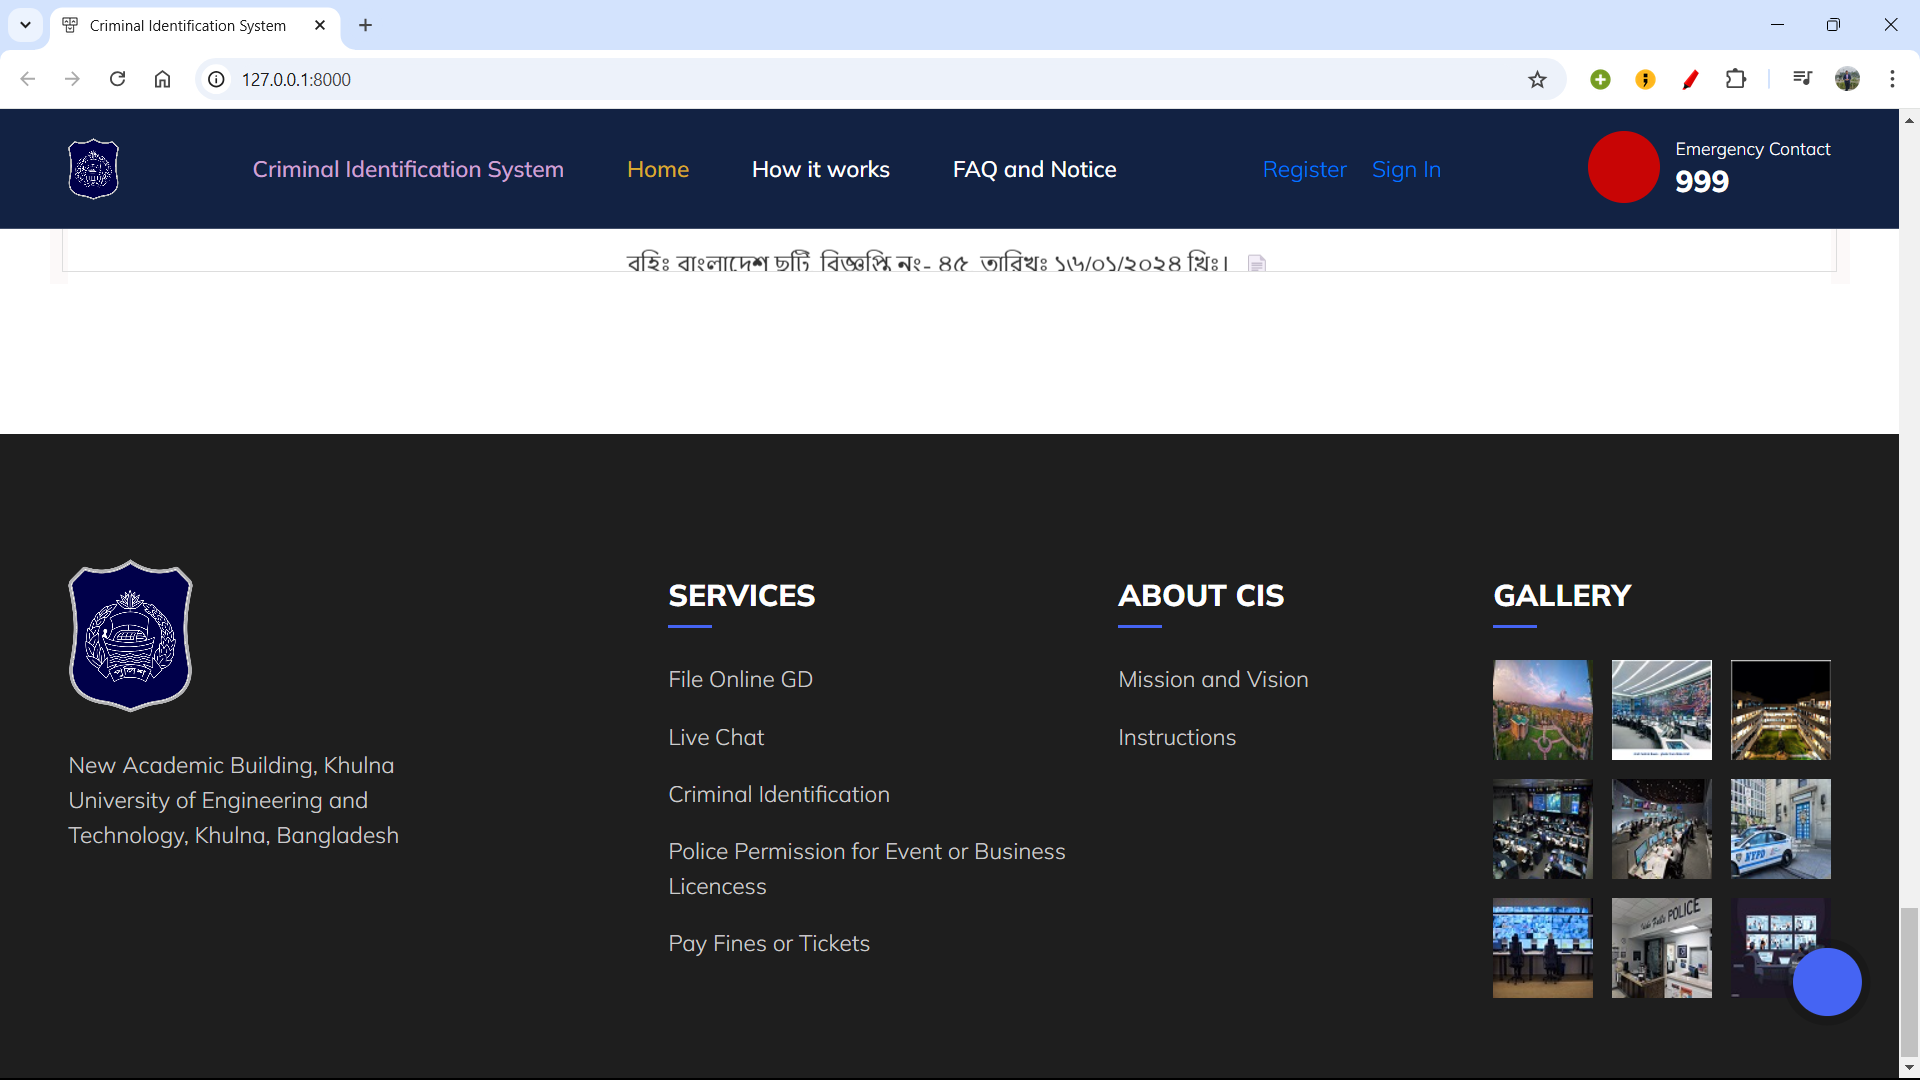 Criminal Identification System
127.0.0.1:8000
Criminal Identification System
Home
How it works
FAQ and Notice
Register
Sign In
Emergency Contact
999
বহিঃ বাংলাদেশ ছুটি বিজ্ঞপ্তি নং- ৪৫ তারিখঃ ১৬/০১/২০২৪ খ্রিঃ।
New Academic Building, Khulna
University of Engineering and
Technology, Khulna, Bangladesh
SERVICES
File Online GD
Live Chat
Criminal Identification
Police Permission for Event or Business
Licencess
Pay Fines or Tickets
ABOUT CIS
Mission and Vision
Instructions
GALLERY
NYPD
POLICE